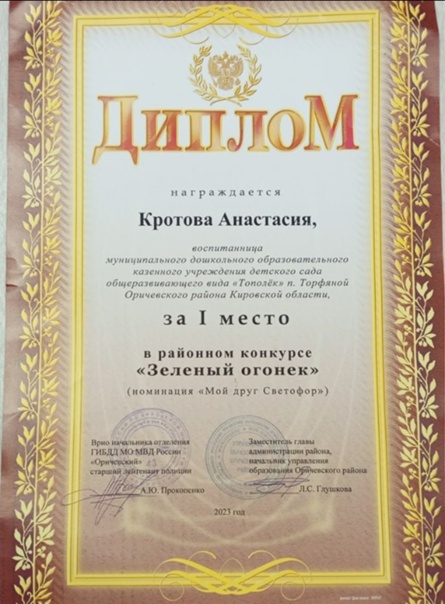 ДИПЛОМ
награждается
Кротова Анастасия,
воспитанница
муниципального дошкольного образовательного
казенного учреждения детского сада
общеразвивающего вида «Тополёк» п. Торфяной
Оричевского района Кировской области,
за I место
в районном конкурсе
«Зеленый огонек»
(номинация «Мой друг Светофор»)
Врио начальника отделения
ГИБДД МО МВД России
«Оричевский»
старший лейтенант полиции
А.Ю. Прокопенко
Заместитель главы
администрации района,
начальник управления
образования Оричевского района
Л.С. Глушкова
2023 год